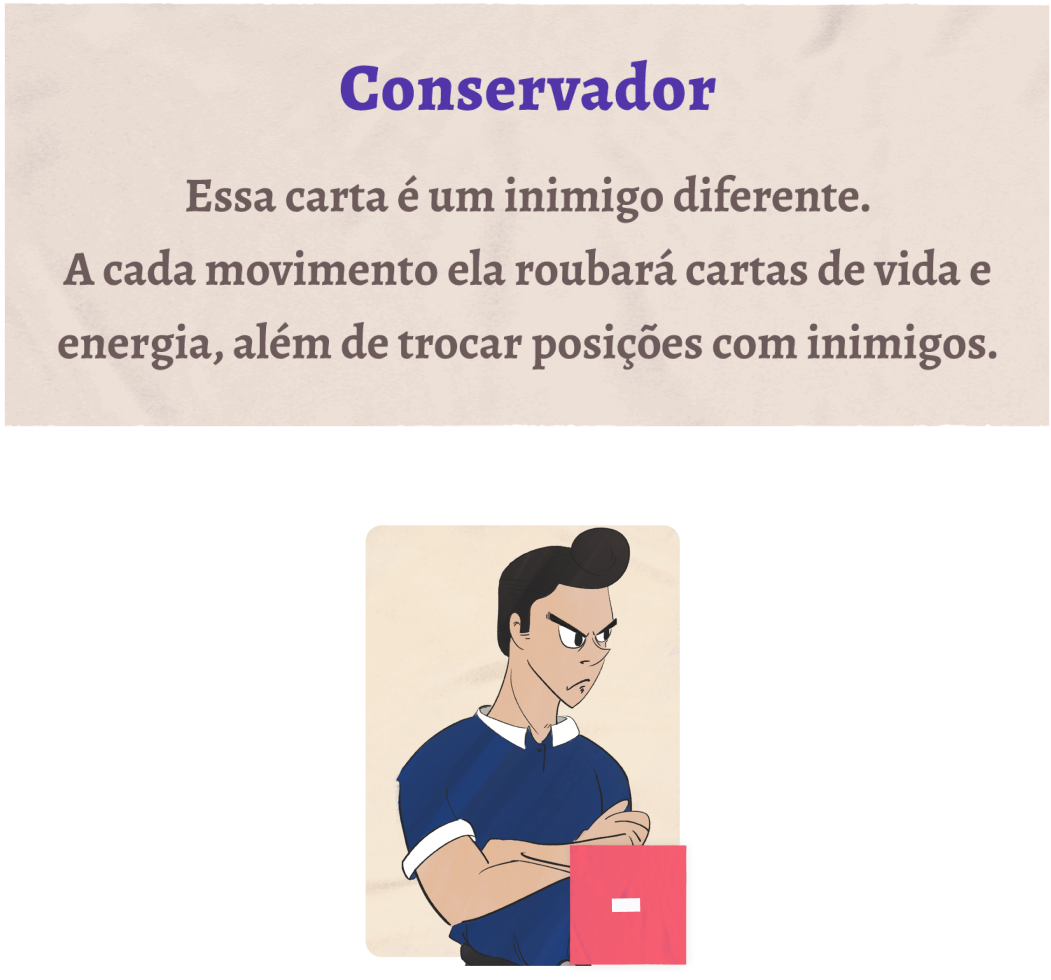 Conservador
Essa carta é um inimigo diferente.
A cada movimento ela roubará cartas de vida e
energia, além de trocar posições com inimigos.
-